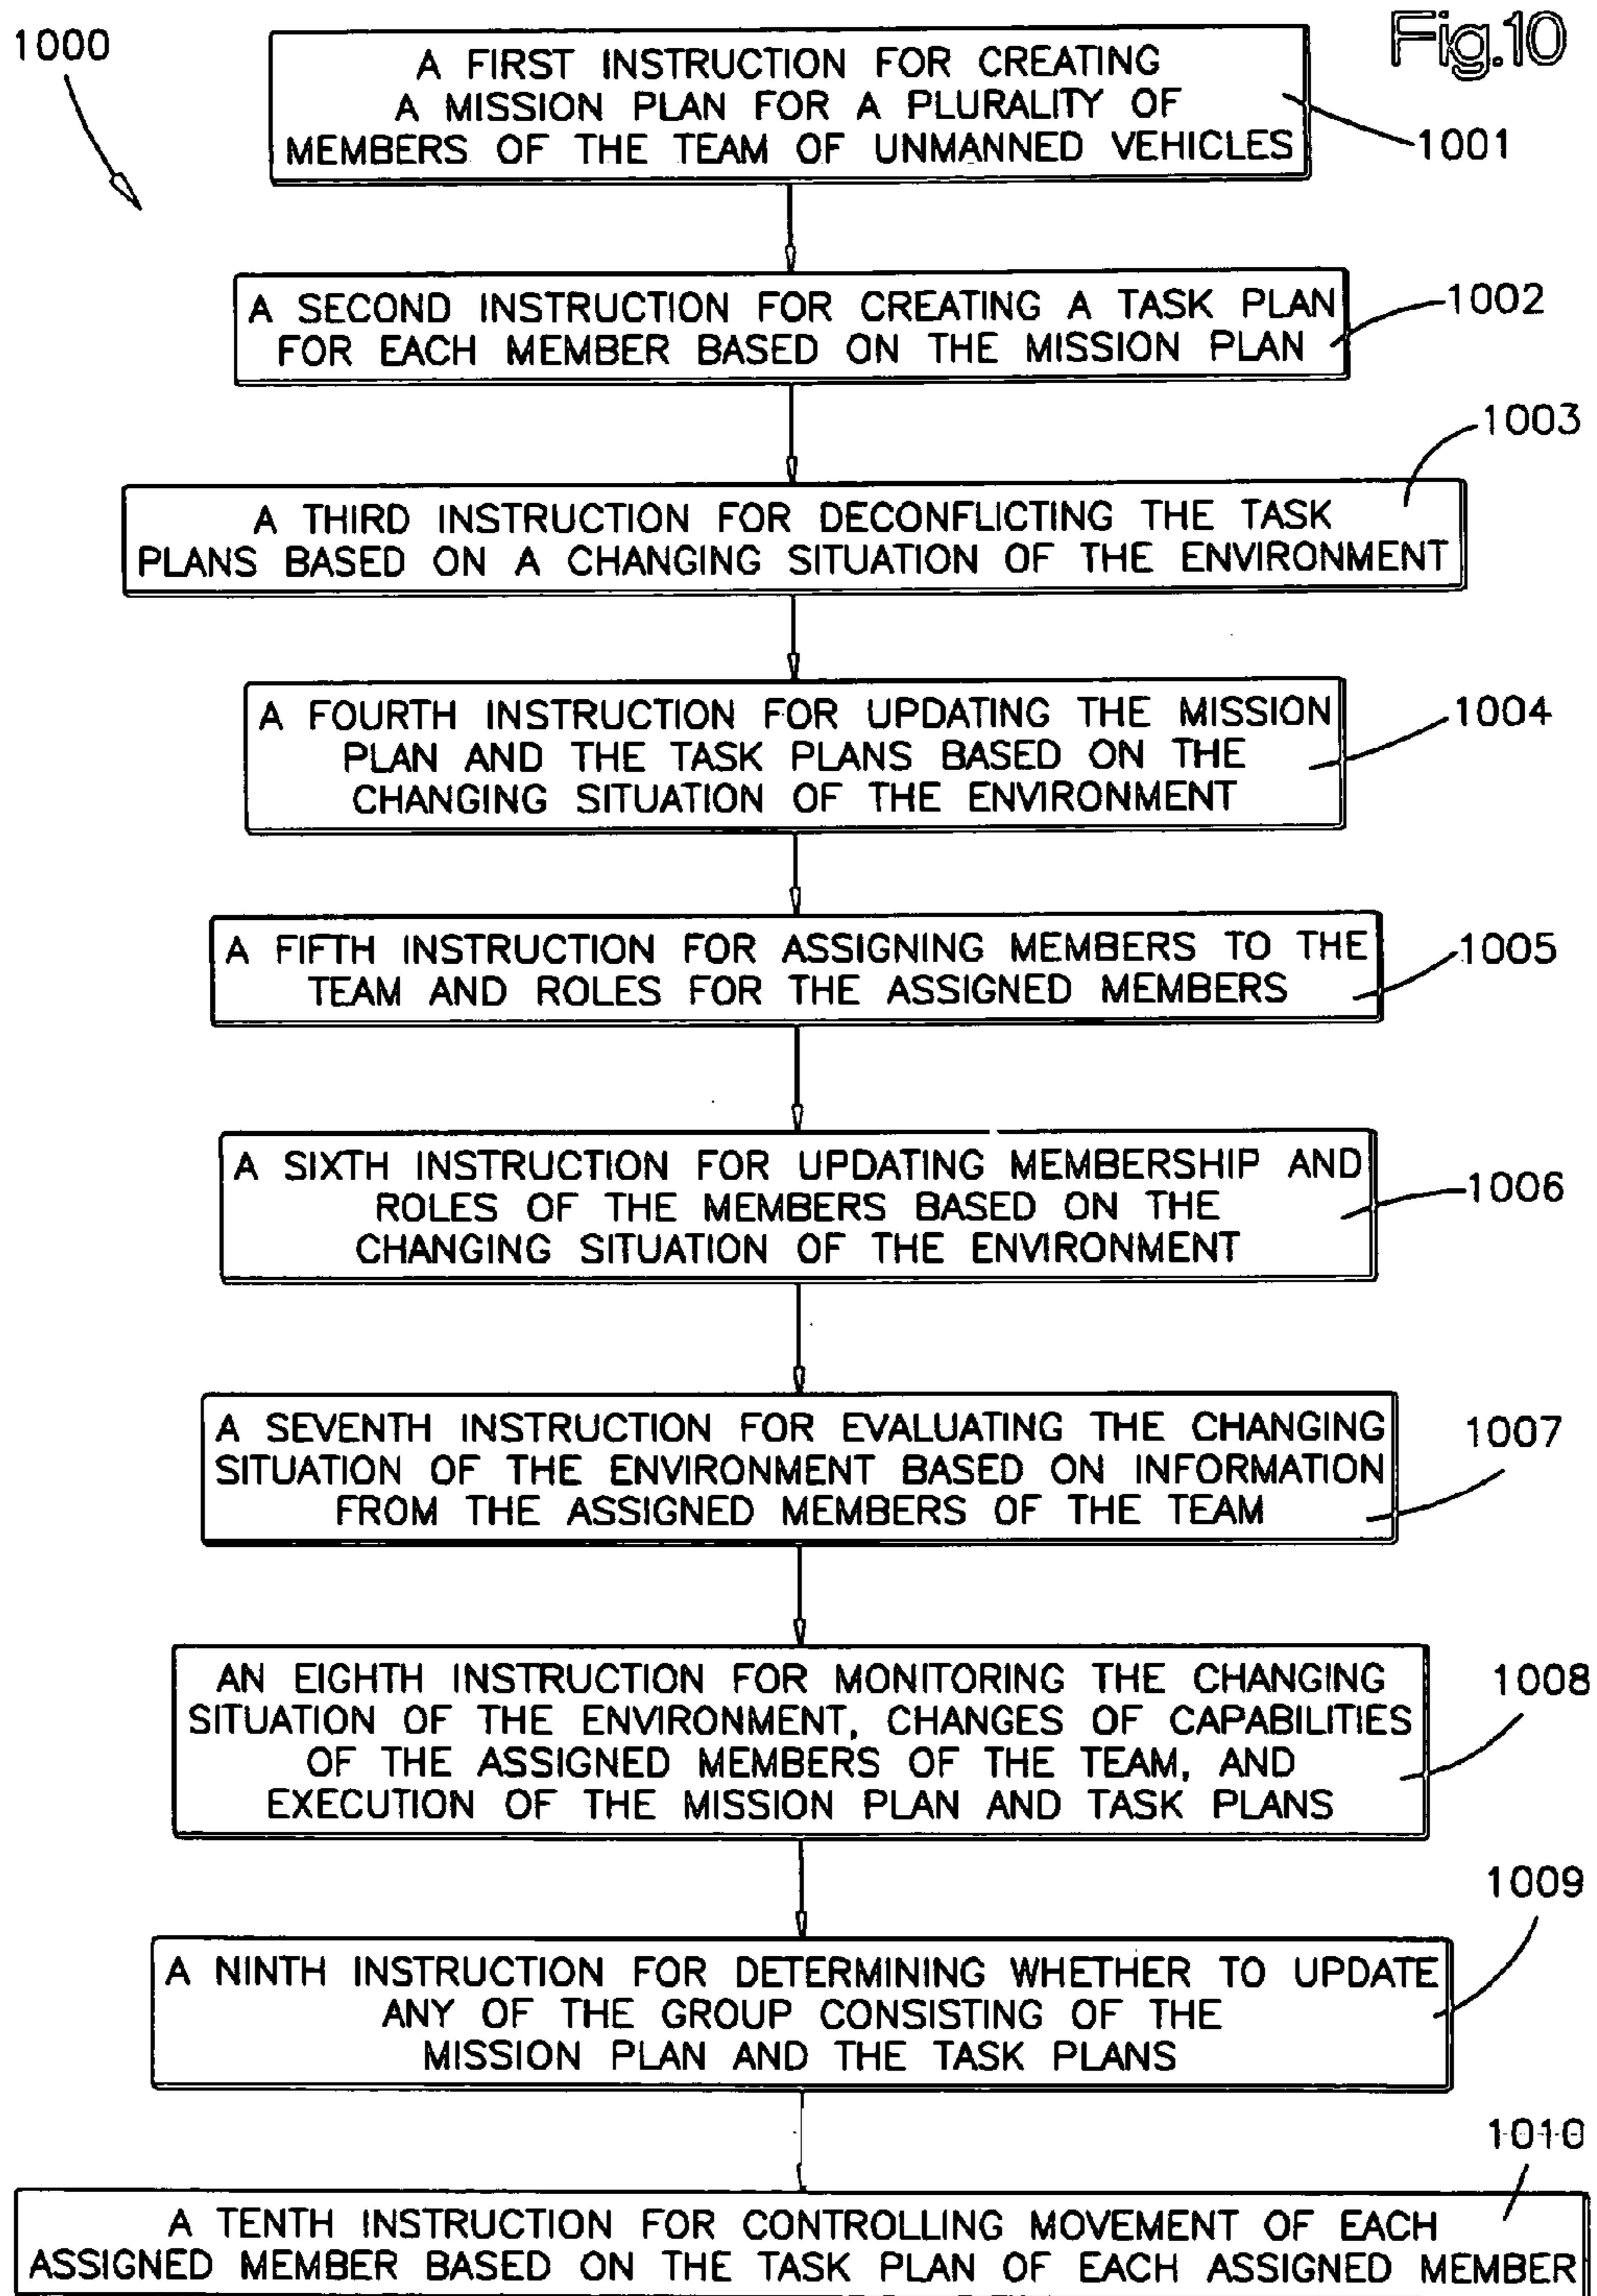 Fig.10
1000
A FIRST INSTRUCTION FOR CREATING
A MISSION PLAN FOR A PLURALITY OF
MEMBERS OF THE TEAM OF UNMANNED VEHICLES
1001
A SECOND INSTRUCTION FOR CREATING A TASK PLAN
FOR EACH MEMBER BASED ON THE MISSION PLAN
1002
1003
A THIRD INSTRUCTION FOR DECONFLICTING THE TASK
PLANS BASED ON A CHANGING SITUATION OF THE ENVIRONMENT
A FOURTH INSTRUCTION FOR UPDATING THE MISSION
PLAN AND THE TASK PLANS BASED ON THE
CHANGING SITUATION OF THE ENVIRONMENT
1004
A FIFTH INSTRUCTION FOR ASSIGNING MEMBERS TO THE
TEAM AND ROLES FOR THE ASSIGNED MEMBERS
1005
A SIXTH INSTRUCTION FOR UPDATING MEMBERSHIP AND
ROLES OF THE MEMBERS BASED ON THE
CHANGING SITUATION OF THE ENVIRONMENT
1006
A SEVENTH INSTRUCTION FOR EVALUATING THE CHANGING
SITUATION OF THE ENVIRONMENT BASED ON INFORMATION
FROM THE ASSIGNED MEMBERS OF THE TEAM
1007
AN EIGHTH INSTRUCTION FOR MONITORING THE CHANGING
SITUATION OF THE ENVIRONMENT, CHANGES OF CAPABILITIES
OF THE ASSIGNED MEMBERS OF THE TEAM, AND
EXECUTION OF THE MISSION PLAN AND TASK PLANS
1008
1009
A NINTH INSTRUCTION FOR DETERMINING WHETHER TO UPDATE
ANY OF THE GROUP CONSISTING OF THE
MISSION PLAN AND THE TASK PLANS
1010
A TENTH INSTRUCTION FOR CONTROLLING MOVEMENT OF EACH
ASSIGNED MEMBER BASED ON THE TASK PLAN OF EACH ASSIGNED MEMBER